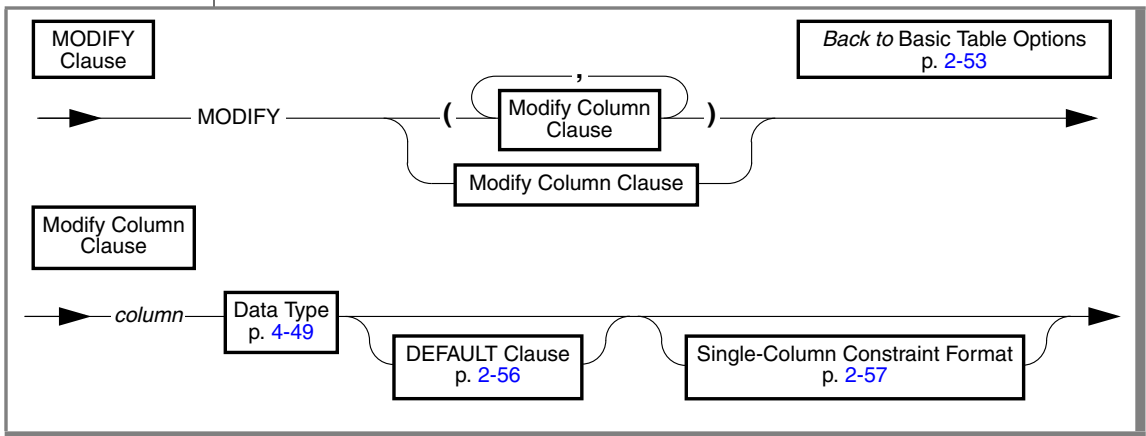 MODIFY
Clause
Back to Basic Table Options
p. 2-53
MODIFY
(
,
Modify Column
Clause
)
Modify Column Clause
Modify Column
Clause
column
Data Type
p. 4-49
DEFAULT Clause
p. 2-56
Single-Column Constraint Format
p. 2-57